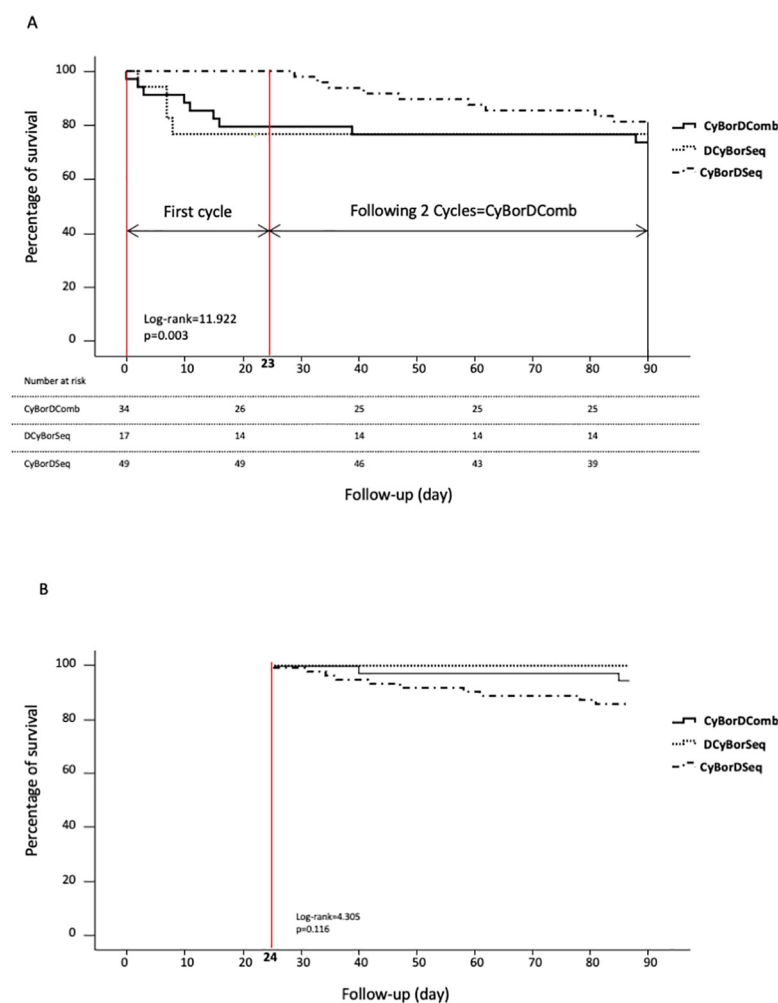 A
100
80
60
40
20
0
Percentage of survival
CyBorDComb
DCyBorSeq
CyBorDSeq
First cycle
Following 2 Cycles=CyBorDComb
Log-rank=11.922
p=0.003
0 10 20 23 30 40 50 60 70 80 90
Number at risk
CyBorDComb 34 26 25 25 25
DCyBorSeq 17 14 14 14 14
CyBorDSeq 49 49 46 43 39
Follow-up (day)
B
100
80
60
40
20
0
Percentage of survival
CyBorDComb
DCyBorSeq
CyBorDSeq
Log-rank=4.305
p=0.116
0 10 20 24 30 40 50 60 70 80 90
Follow-up (day)